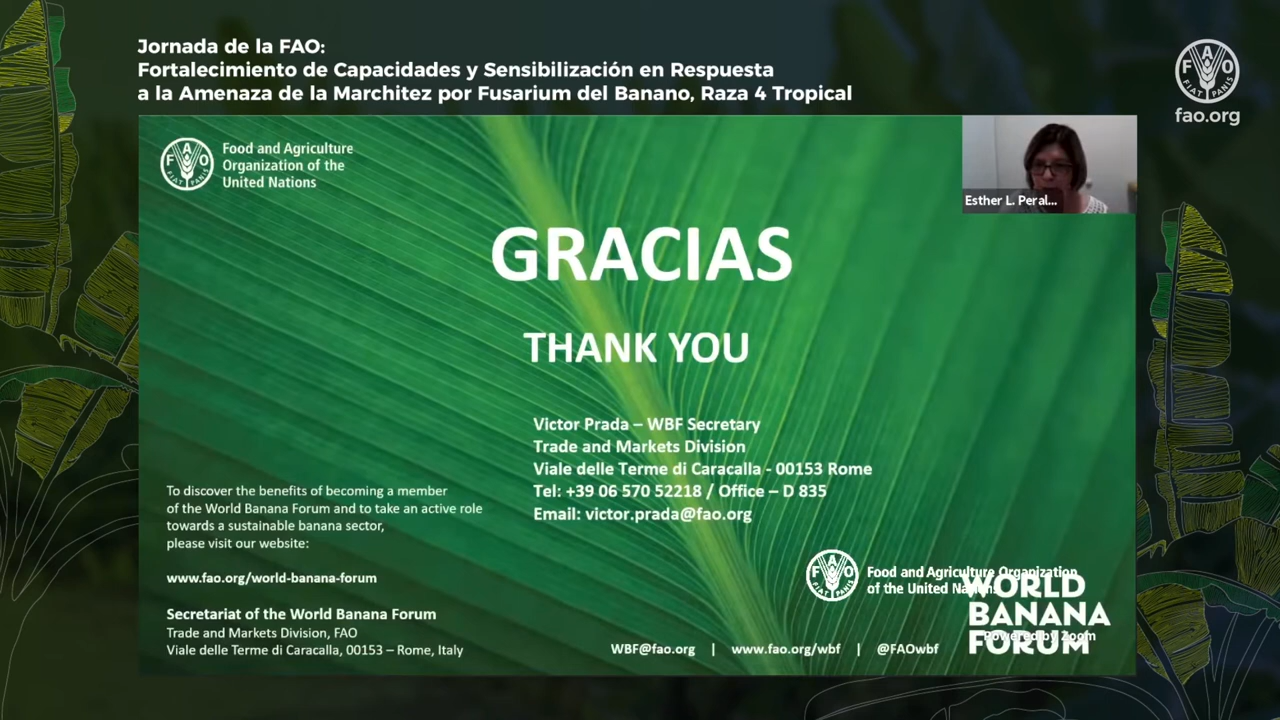 Jornada de la FAO:
Fortalecimiento de Capacidades y Sensibilización en Respuesta
a la Amenaza de la Marchitez por Fusarium del Banano, Raza 4 Tropical
FAO
FIAT PANIS
fao.org
FAO
FIAT PANIS
Food and Agriculture
Organization of the
United Nations
Esther L. Peral...
GRACIAS
THANK YOU
Victor Prada – WBF Secretary
Trade and Markets Division
Viale delle Terme di Caracalla - 00153 Rome
Tel: +39 06 570 52218 / Office – D 835
Email: victor.prada@fao.org
To discover the benefits of becoming a member
of the World Banana Forum and to take an active role
towards a sustainable banana sector,
please visit our website:
www.fao.org/world-banana-forum
Secretariat of the World Banana Forum
Trade and Markets Division, FAO
Viale delle Terme di Caracalla, 00153 – Rome, Italy
FAO
FIAT PANIS
Food and Agriculture Organization
of the United Nations
WORLD
BANANA
FORUM
Powered by Zoom
WBF@fao.org | www.fao.org/wbf | @FAOwbf